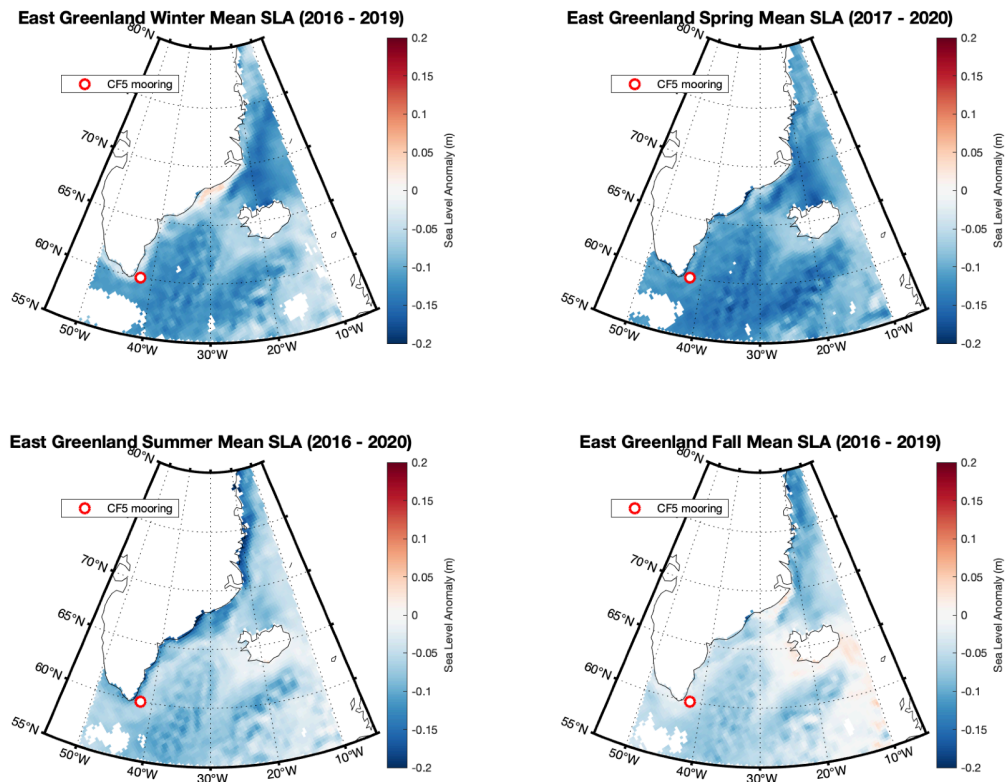 East Greenland Winter Mean SLA (2016 - 2019)
80°N
70°N
65°N
60°N
55°N
50°W
40°W
30°W
20°W
10°W
CF5 mooring
0.2
0.15
0.1
0.05
0
-0.05
-0.1
-0.15
-0.2
Sea Level Anomaly (m)
East Greenland Spring Mean SLA (2017 - 2020)
80°N
70°N
65°N
60°N
55°N
50°W
40°W
30°W
20°W
10°W
CF5 mooring
0.2
0.15
0.1
0.05
0
-0.05
-0.1
-0.15
-0.2
Sea Level Anomaly (m)
East Greenland Summer Mean SLA (2016 - 2020)
80°N
70°N
65°N
60°N
55°N
50°W
40°W
30°W
20°W
10°W
CF5 mooring
0.2
0.15
0.1
0.05
0
-0.05
-0.1
-0.15
-0.2
Sea Level Anomaly (m)
East Greenland Fall Mean SLA (2016 - 2019)
80°N
70°N
65°N
60°N
55°N
50°W
40°W
30°W
20°W
10°W
CF5 mooring
0.2
0.15
0.1
0.05
0
-0.05
-0.1
-0.15
-0.2
Sea Level Anomaly (m)